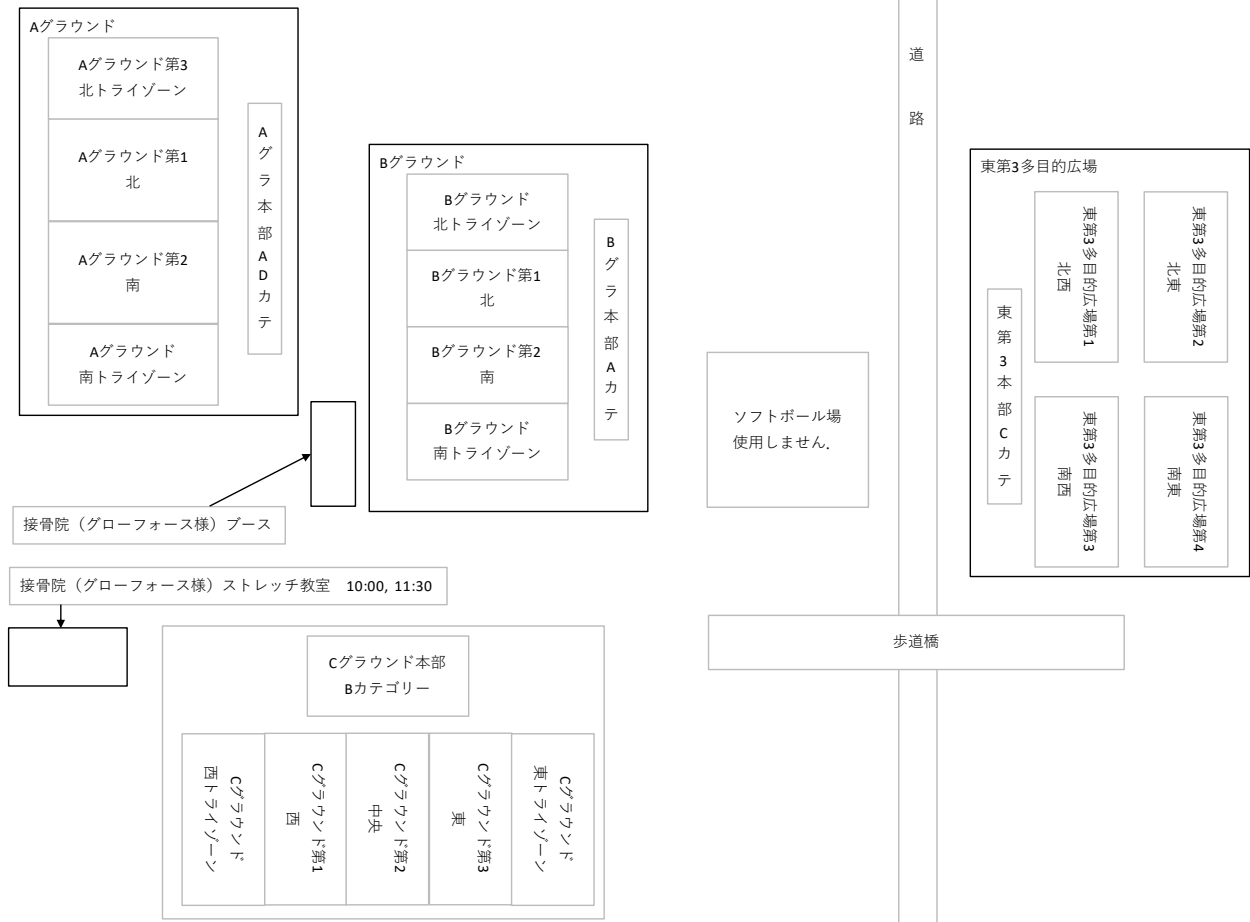 Aグラウンド
Aグラウンド第3
北トライゾーン
Aグラウンド第1
北
Aグラウンド第2
南
Aグラウンド
南トライゾーン
Aグラ本部ADカテ
Bグラウンド
Bグラウンド
北トライゾーン
Bグラウンド第1
北
Bグラウンド第2
南
Bグラウンド
南トライゾーン
Bグラ本部Aカテ
接骨院（グローフォース様）ブース
接骨院（グローフォース様）ストレッチ教室　10:00, 11:30
Cグラウンド本部
Bカテゴリー
Cグラウンド
西トライゾーン
Cグラウンド第1
西
Cグラウンド第2
中央
Cグラウンド第3
東
Cグラウンド
東トライゾーン
ソフトボール場
使用しません.
道路
歩道橋
東第3多目的広場
東第3本部Cカテ
東第3多目的広場第1
北西
東第3多目的広場第2
北東
東第3多目的広場第3
南西
東第3多目的広場第4
南東